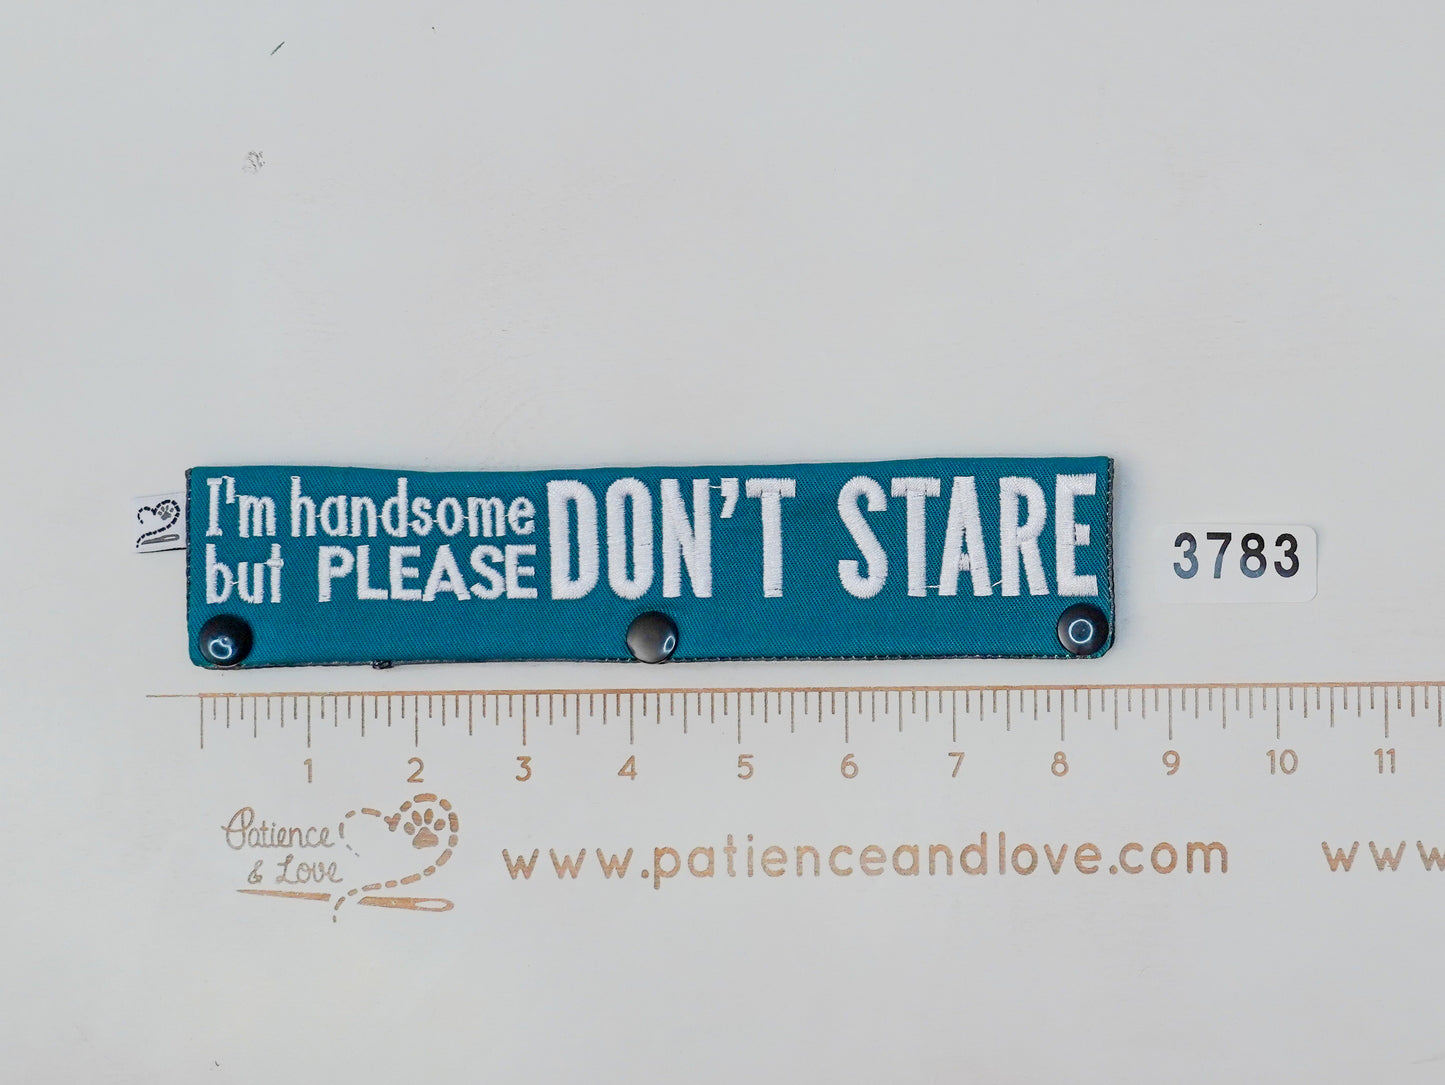 I'm handsome
but PLEASE
DON'T STARE
3783
1 2 3 4 5 6 7 8 9 10 11
Patience
& Love
www.patienceandlove.com
www